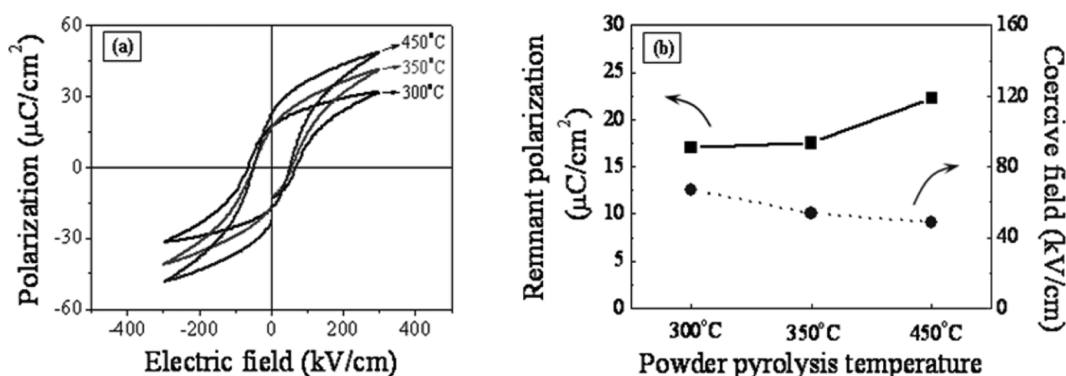 (a)
450°C
350°C
300°C
Polarization (μC/cm²)
60
30
0
-30
-60
-400
-200
0
200
400
Electric field (kV/cm)
(b)
Remnant polarization
(μC/cm²)
30
25
20
15
10
5
0
160
120
80
40
0
Coercive field (kV/cm)
300°C
350°C
450°C
Powder pyrolysis temperature